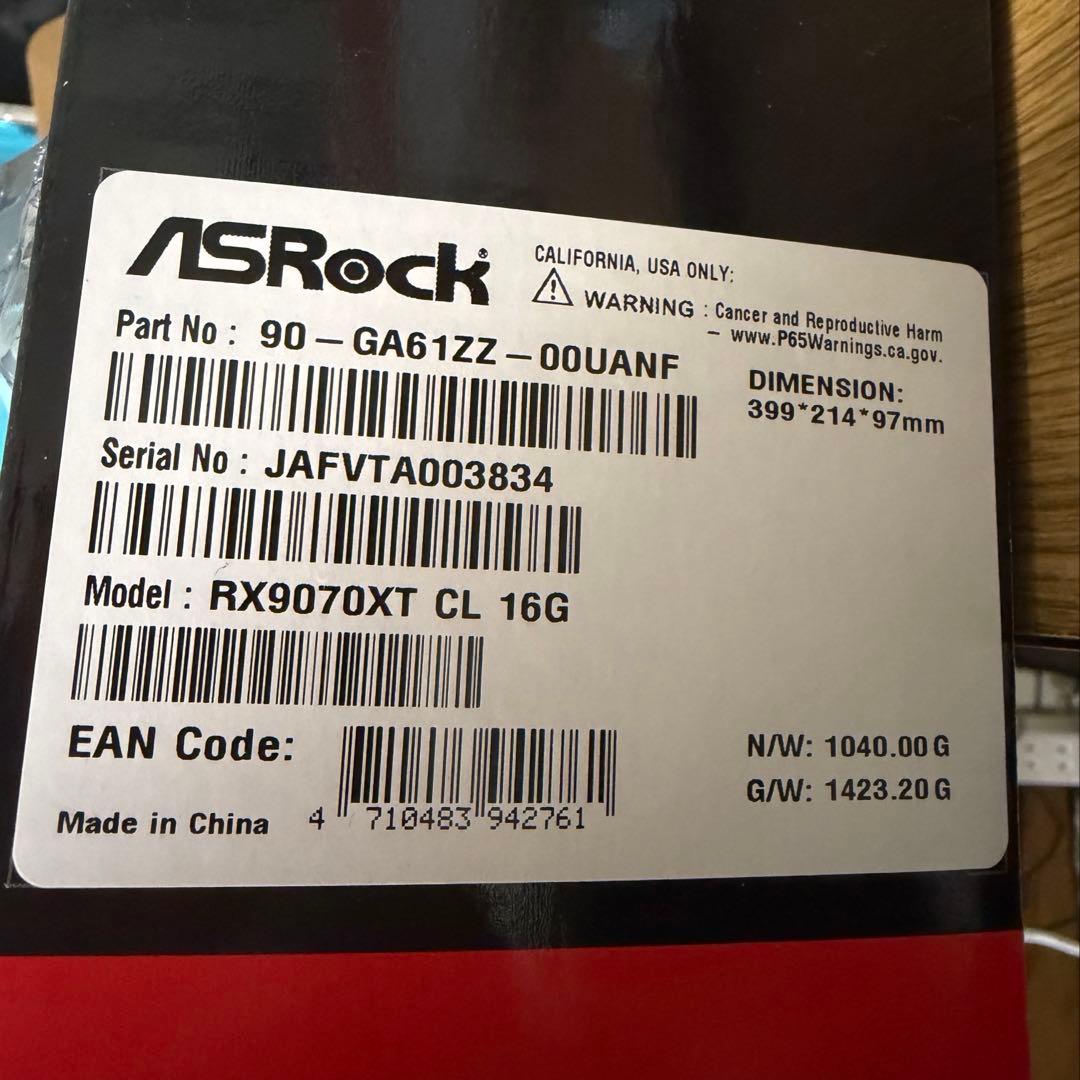 ASRock®
CALIFORNIA, USA ONLY:
WARNING : Cancer and Reproductive Harm
– www.P65Warnings.ca.gov.
Part No : 90-GA61ZZ-00UANF
DIMENSION:
399*214*97mm
Serial No : JAFVTA003834
Model : RX9070XT CL 16G
EAN Code:
4 710483 942761
N/W: 1040.00 G
G/W: 1423.20 G
Made in China